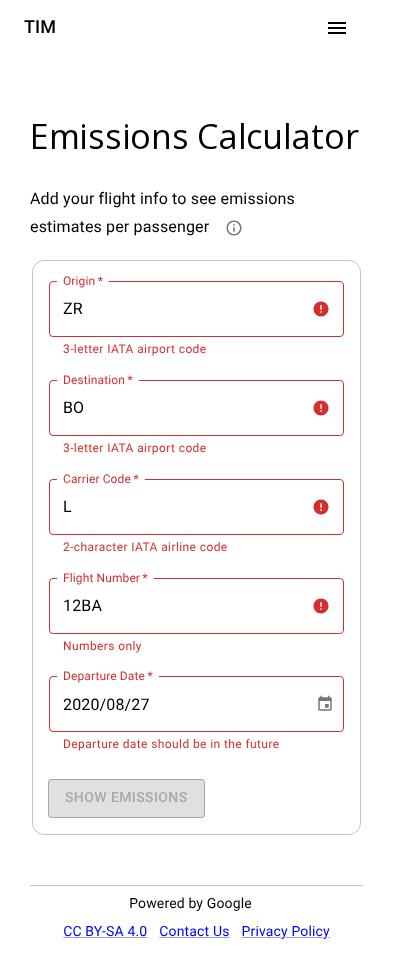 TIM
Emissions Calculator
Add your flight info to see emissions
estimates per passenger
Origin *
ZR
3-letter IATA airport code
Destination *
BO
3-letter IATA airport code
Carrier Code *
L
2-character IATA airline code
Flight Number *
12BA
Numbers only
Departure Date *
2020/08/27
Departure date should be in the future
SHOW EMISSIONS
Powered by Google
CC BY-SA 4.0 Contact Us Privacy Policy